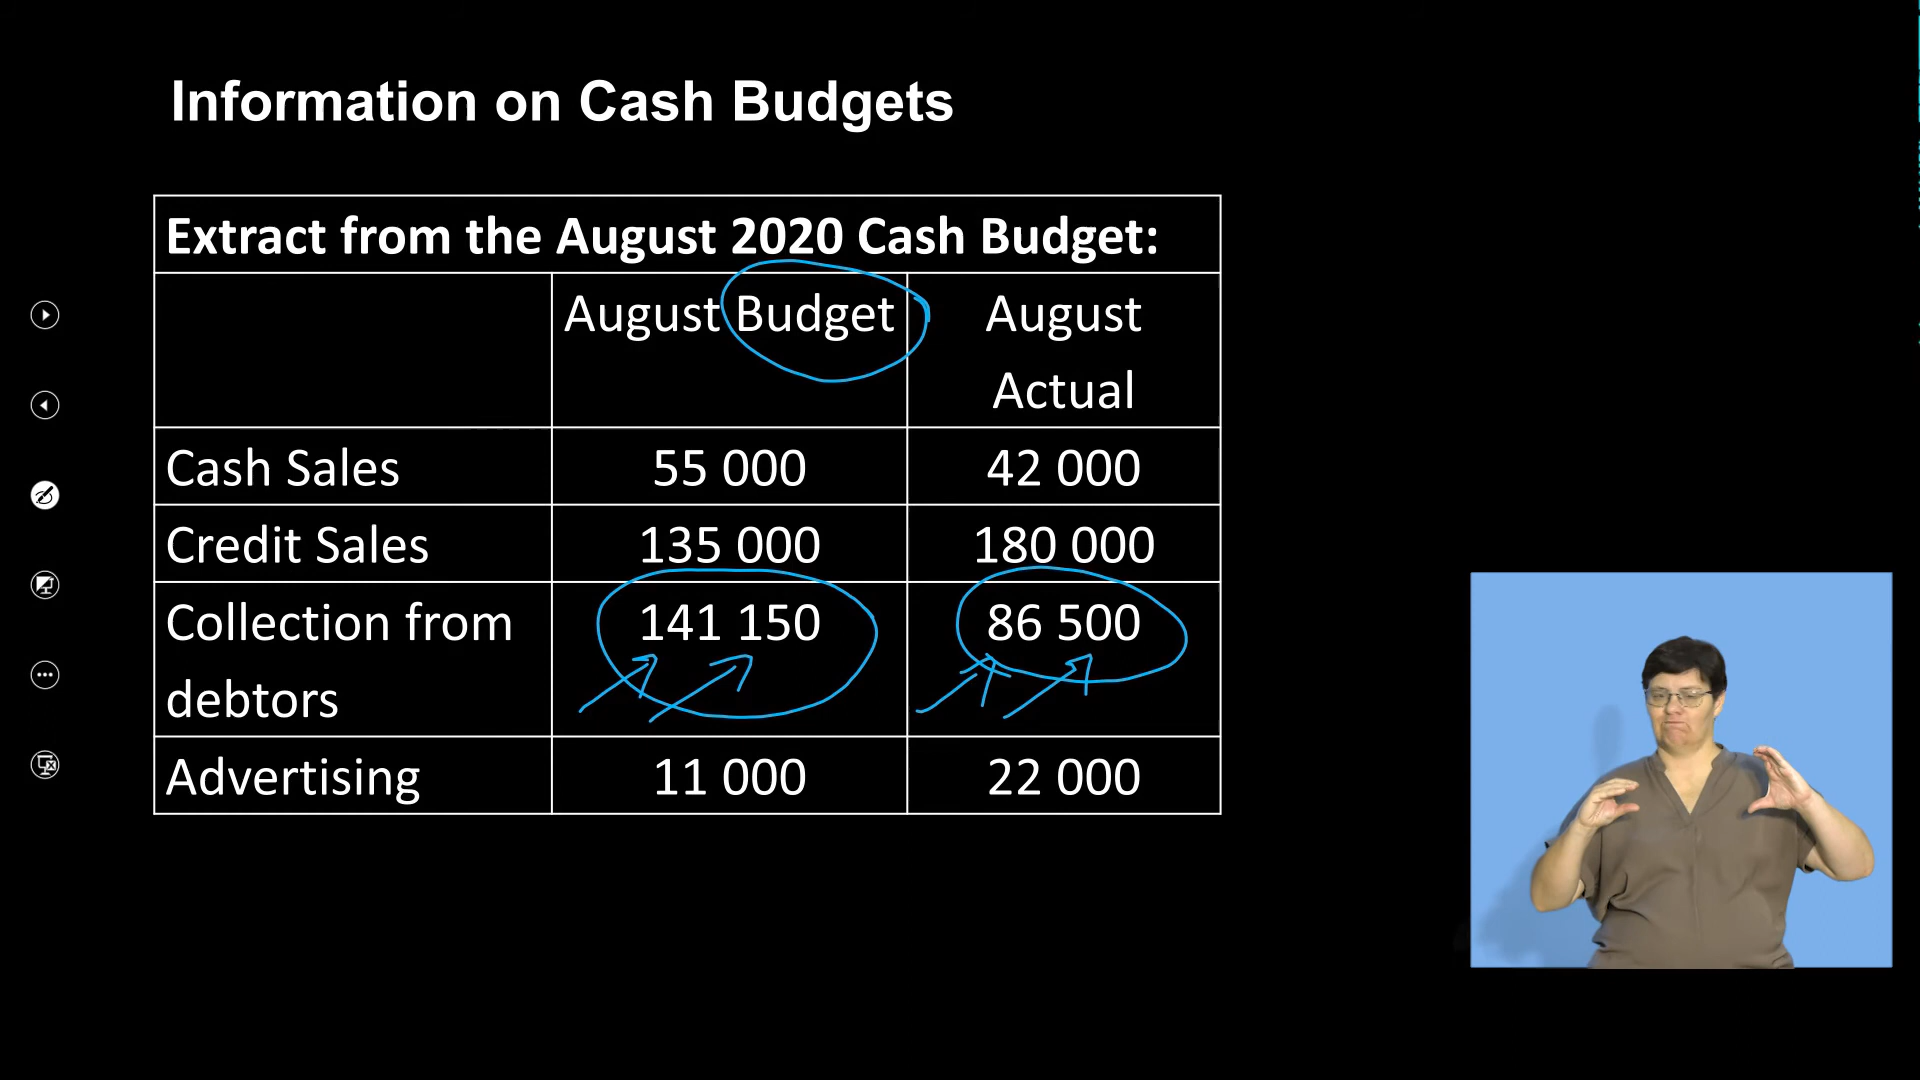 Information on Cash Budgets
Extract from the August 2020 Cash Budget:
August Budget August
Actual
Cash Sales 55 000 42 000
Credit Sales 135 000 180 000
Collection from 141 150 86 500
debtors
Advertising 11 000 22 000